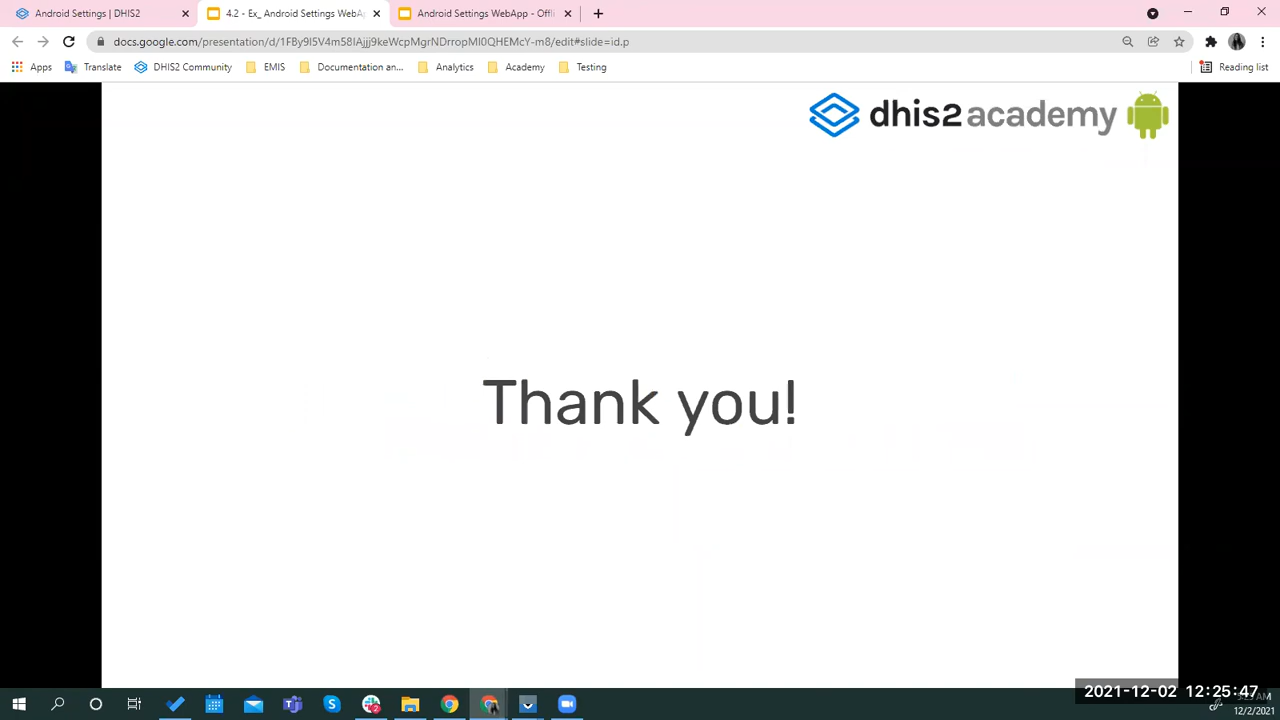 Android Settings | DHIS2
4.2 - Ex_ Android Settings WebAp
Android Settings WebApp - Offli
docs.google.com/presentation/d/1FBy9I5V4m58IAjjj9keWcpMgrNDrropMI0QHEMcY-m8/edit#slide=id.p
Apps
Translate
DHIS2 Community
EMIS
Documentation an...
Analytics
Academy
Testing
Reading list
dhis2 academy
Thank you!
2021-12-02 12:25:47
12/2/2021